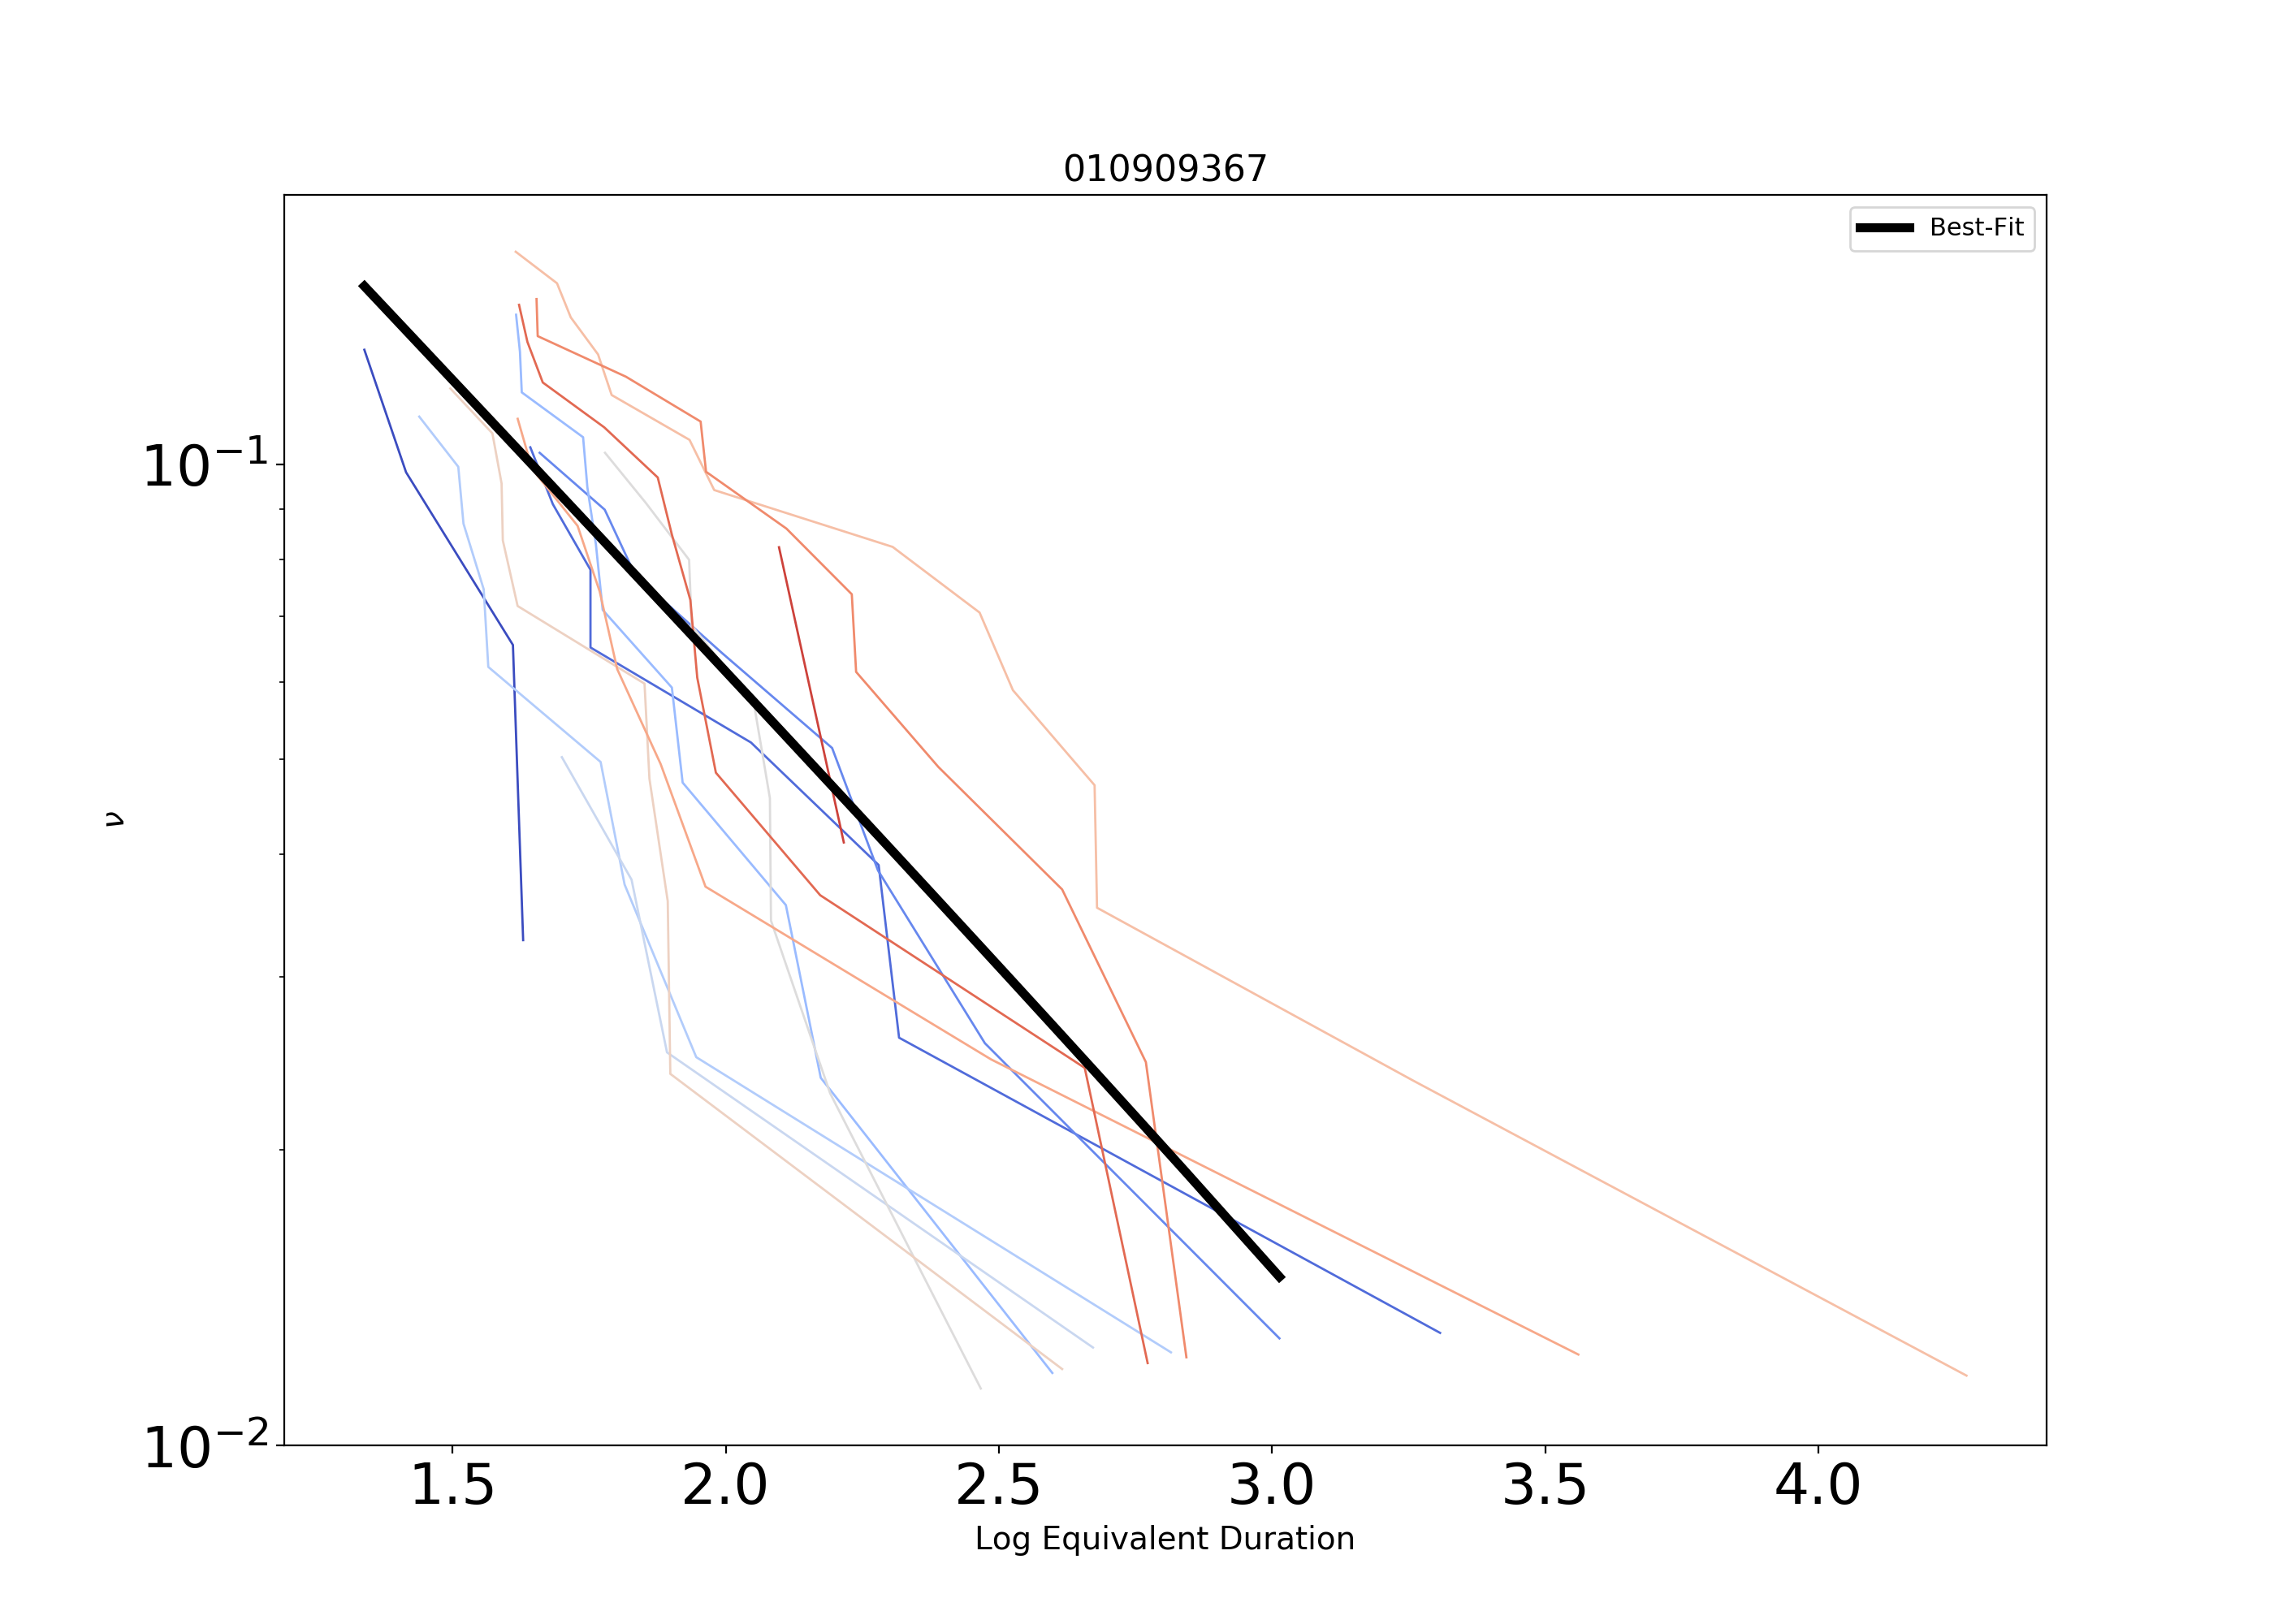 010909367
Best-Fit
10⁻¹
ν
10⁻²
1.5 2.0 2.5 3.0 3.5 4.0
Log Equivalent Duration